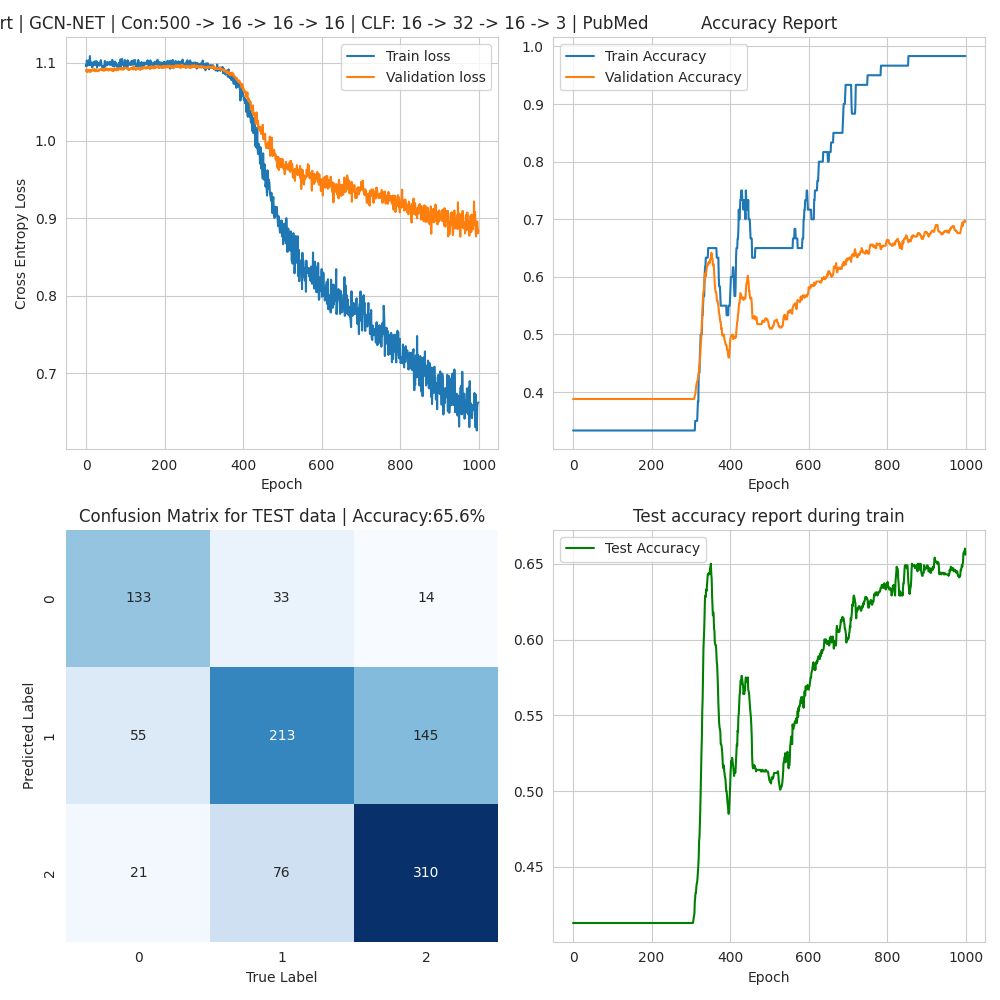 rt | GCN-NET | Con:500 -> 16 -> 16 -> 16 | CLF: 16 -> 32 -> 16 -> 3 | PubMed
Train loss
Validation loss
1.1
1.0
0.9
0.8
0.7
Cross Entropy Loss
0 200 400 600 800 1000
Epoch
Accuracy Report
Train Accuracy
Validation Accuracy
1.0
0.9
0.8
0.7
0.6
0.5
0.4
0 200 400 600 800 1000
Epoch
Confusion Matrix for TEST data | Accuracy:65.6%
0 133 33 14
1 55 213 145
2 21 76 310
Predicted Label
0 1 2
True Label
Test accuracy report during train
Test Accuracy
0.65
0.60
0.55
0.50
0.45
0 200 400 600 800 1000
Epoch